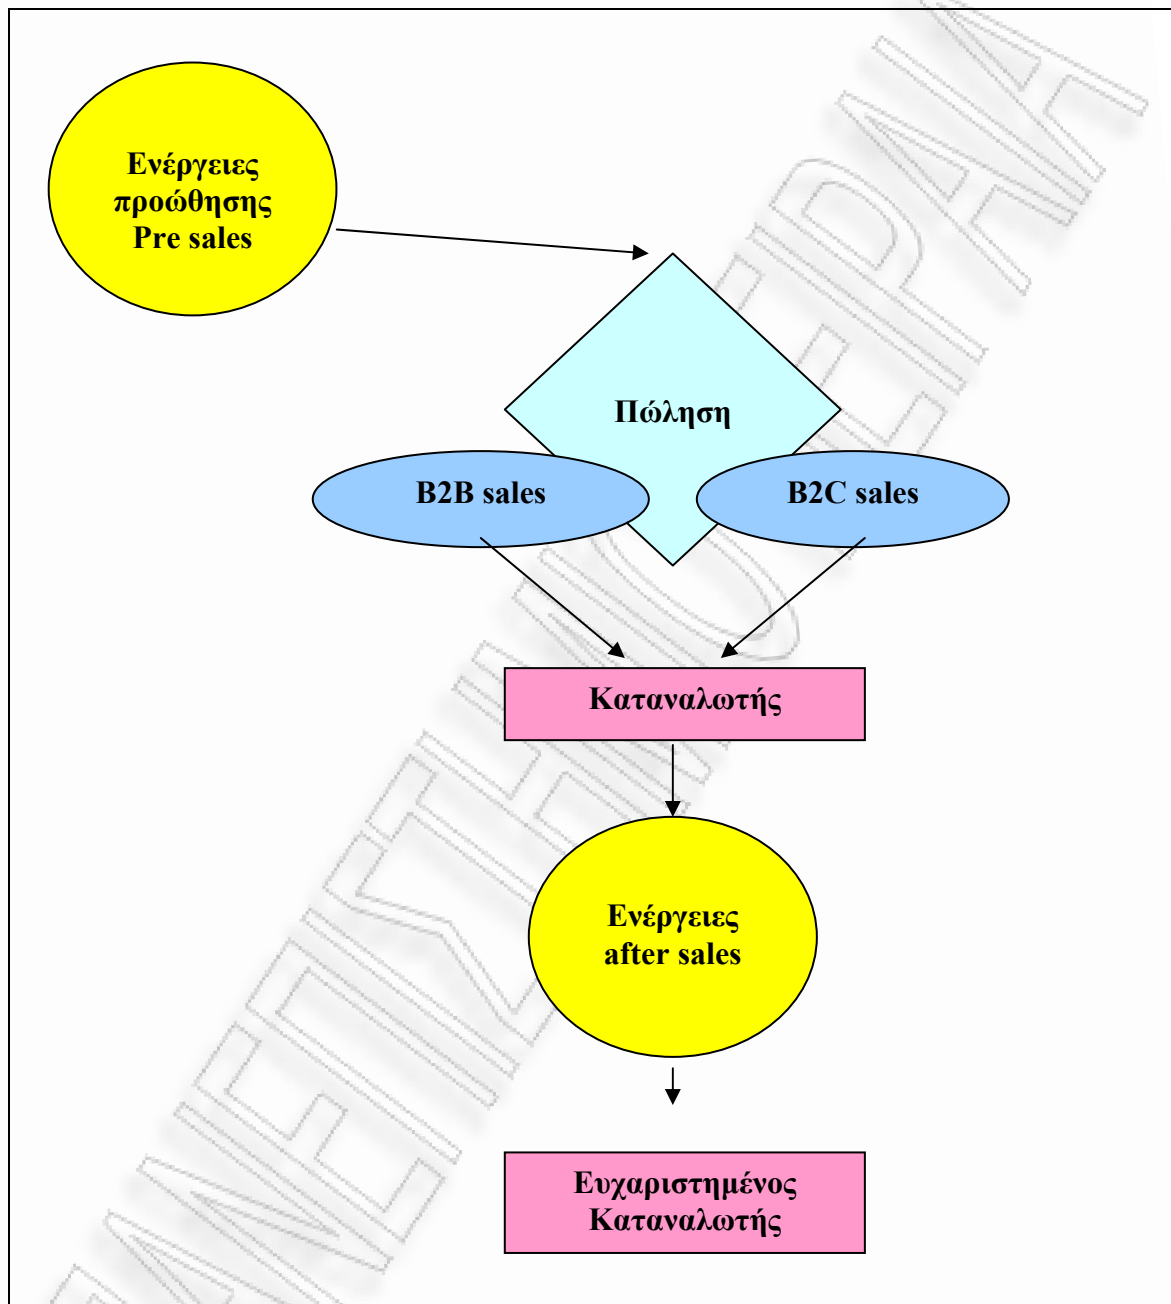 Ενέργειες
προώθησης
Pre sales
Πώληση
B2B sales
B2C sales
Καταναλωτής
Ενέργειες
after sales
Ευχαριστημένος
Καταναλωτής